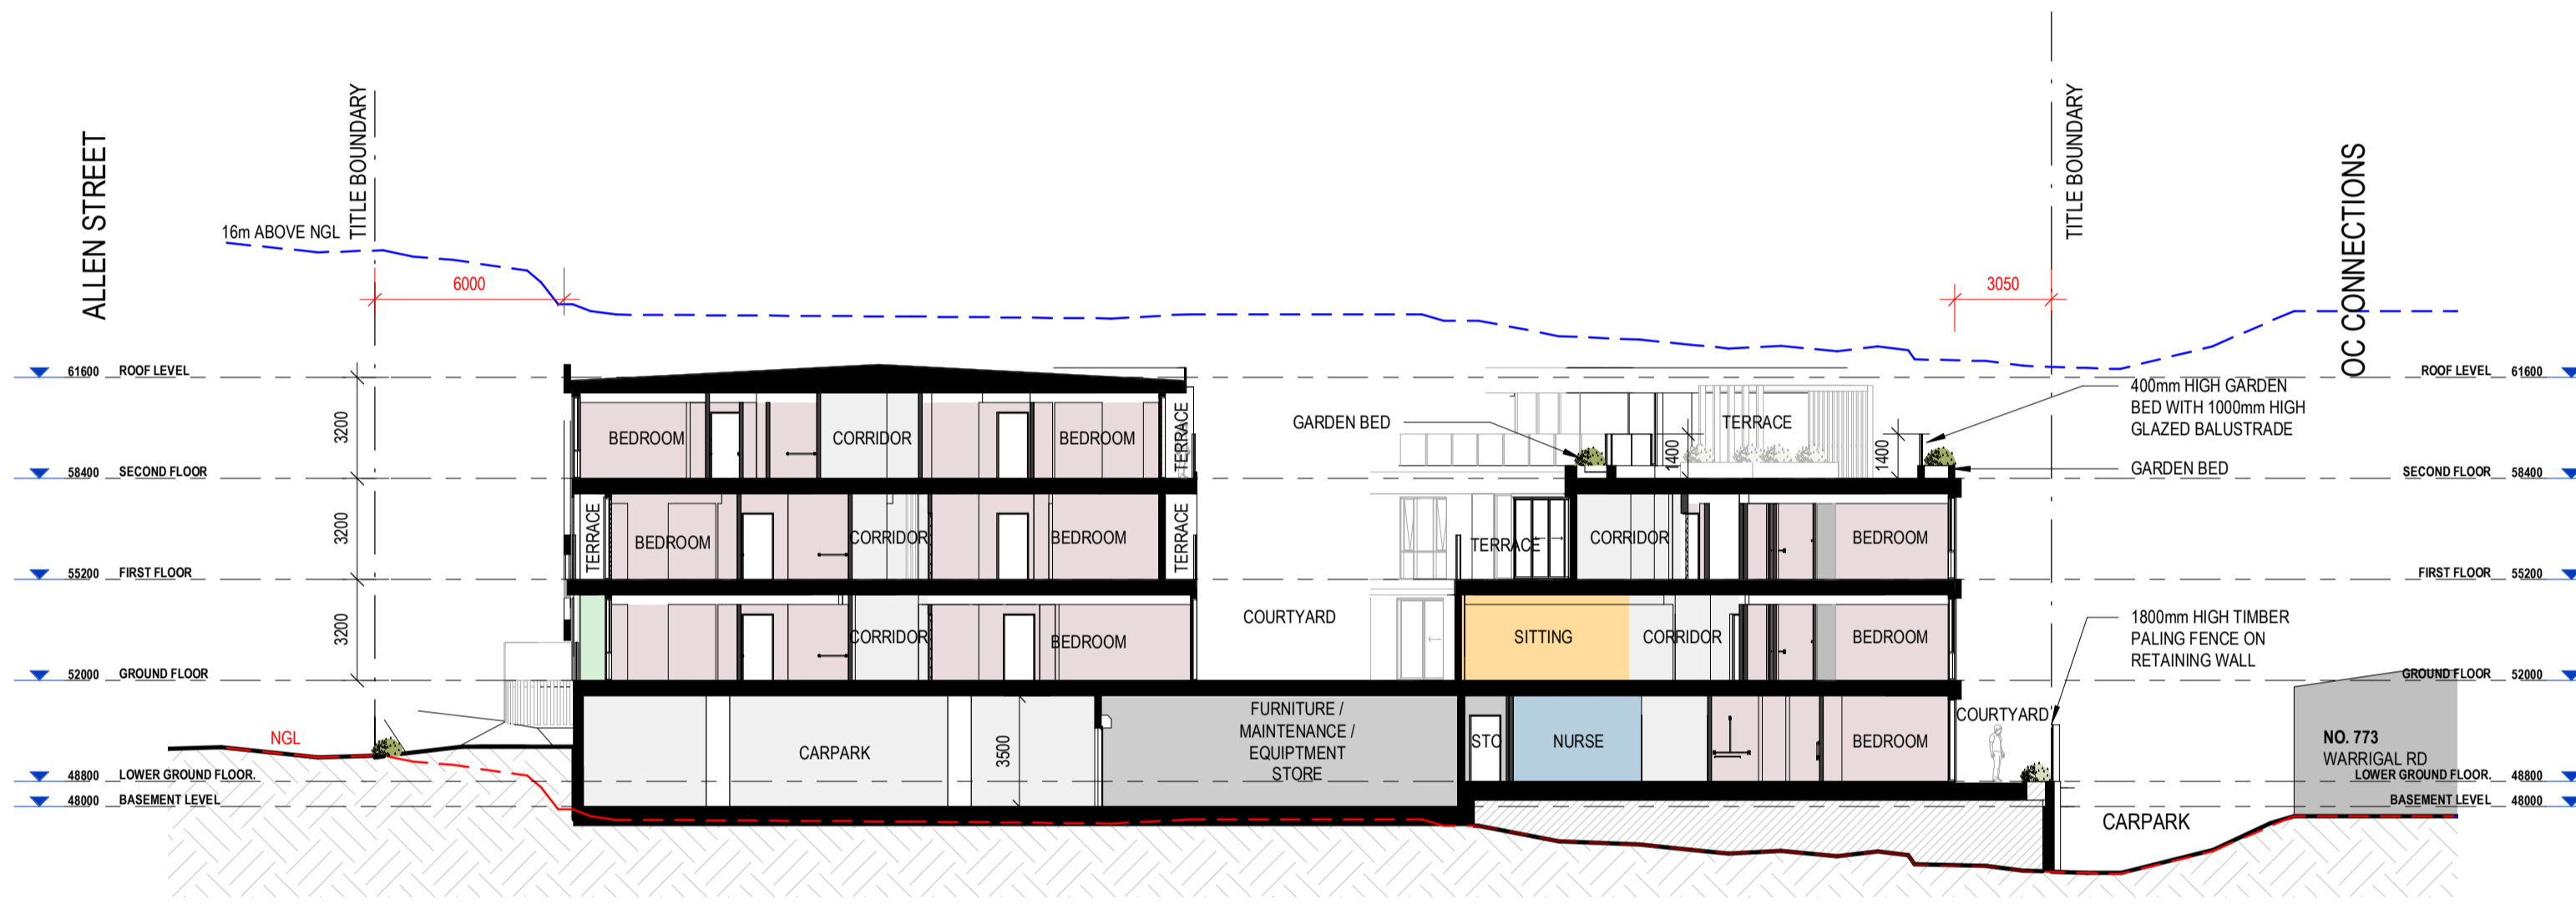 ALLEN STREET
TITLE BOUNDARY
TITLE BOUNDARY
OC CONNECTIONS
16m ABOVE NGL
6000
3050
61600 ROOF LEVEL
ROOF LEVEL 61600
3200
BEDROOM
CORRIDOR
BEDROOM
TERRACE
GARDEN BED
1400
TERRACE
1400
400mm HIGH GARDEN
BED WITH 1000mm HIGH
GLAZED BALUSTRADE
GARDEN BED
58400 SECOND FLOOR
SECOND FLOOR 58400
3200
TERRACE
BEDROOM
CORRIDOR
BEDROOM
TERRACE
TERRACE
CORRIDOR
BEDROOM
55200 FIRST FLOOR
FIRST FLOOR 55200
3200
CORRIDOR
BEDROOM
COURTYARD
SITTING
CORRIDOR
BEDROOM
1800mm HIGH TIMBER
PALING FENCE ON
RETAINING WALL
52000 GROUND FLOOR
GROUND FLOOR 52000
NGL
CARPARK
3500
FURNITURE /
MAINTENANCE /
EQUIPTMENT
STORE
STO
NURSE
BEDROOM
COURTYARD
NO. 773
WARRIGAL RD
48800 LOWER GROUND FLOOR.
LOWER GROUND FLOOR. 48800
48000 BASEMENT LEVEL
BASEMENT LEVEL 48000
CARPARK